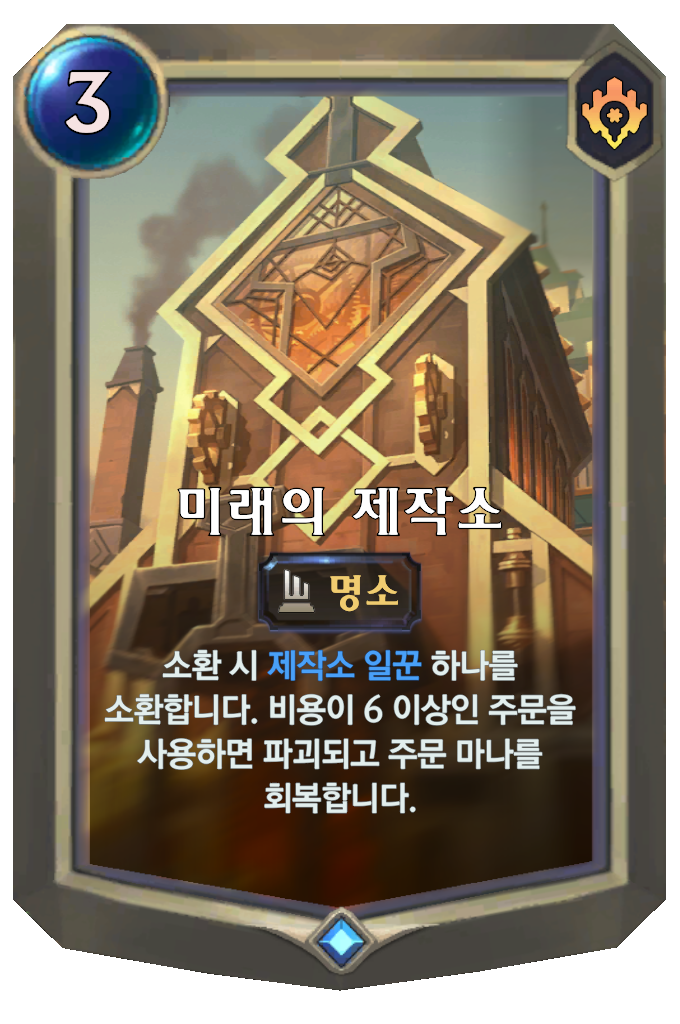 3
미래의 제작소
명소
소환 시 제작소 일꾼 하나를
소환합니다. 비용이 6 이상인 주문을
사용하면 파괴되고 주문 마나를
회복합니다.